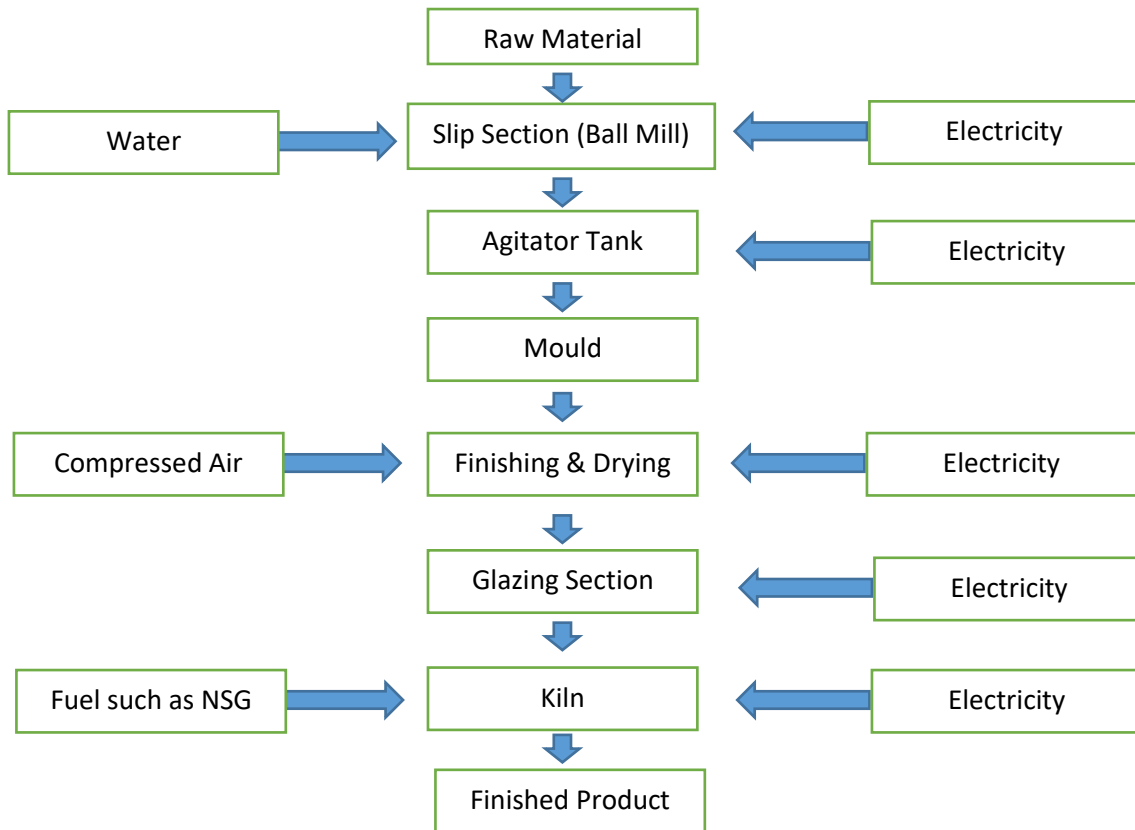 Raw Material
Water
Slip Section (Ball Mill)
Electricity
Agitator Tank
Electricity
Mould
Compressed Air
Finishing & Drying
Electricity
Glazing Section
Electricity
Fuel such as NSG
Kiln
Electricity
Finished Product